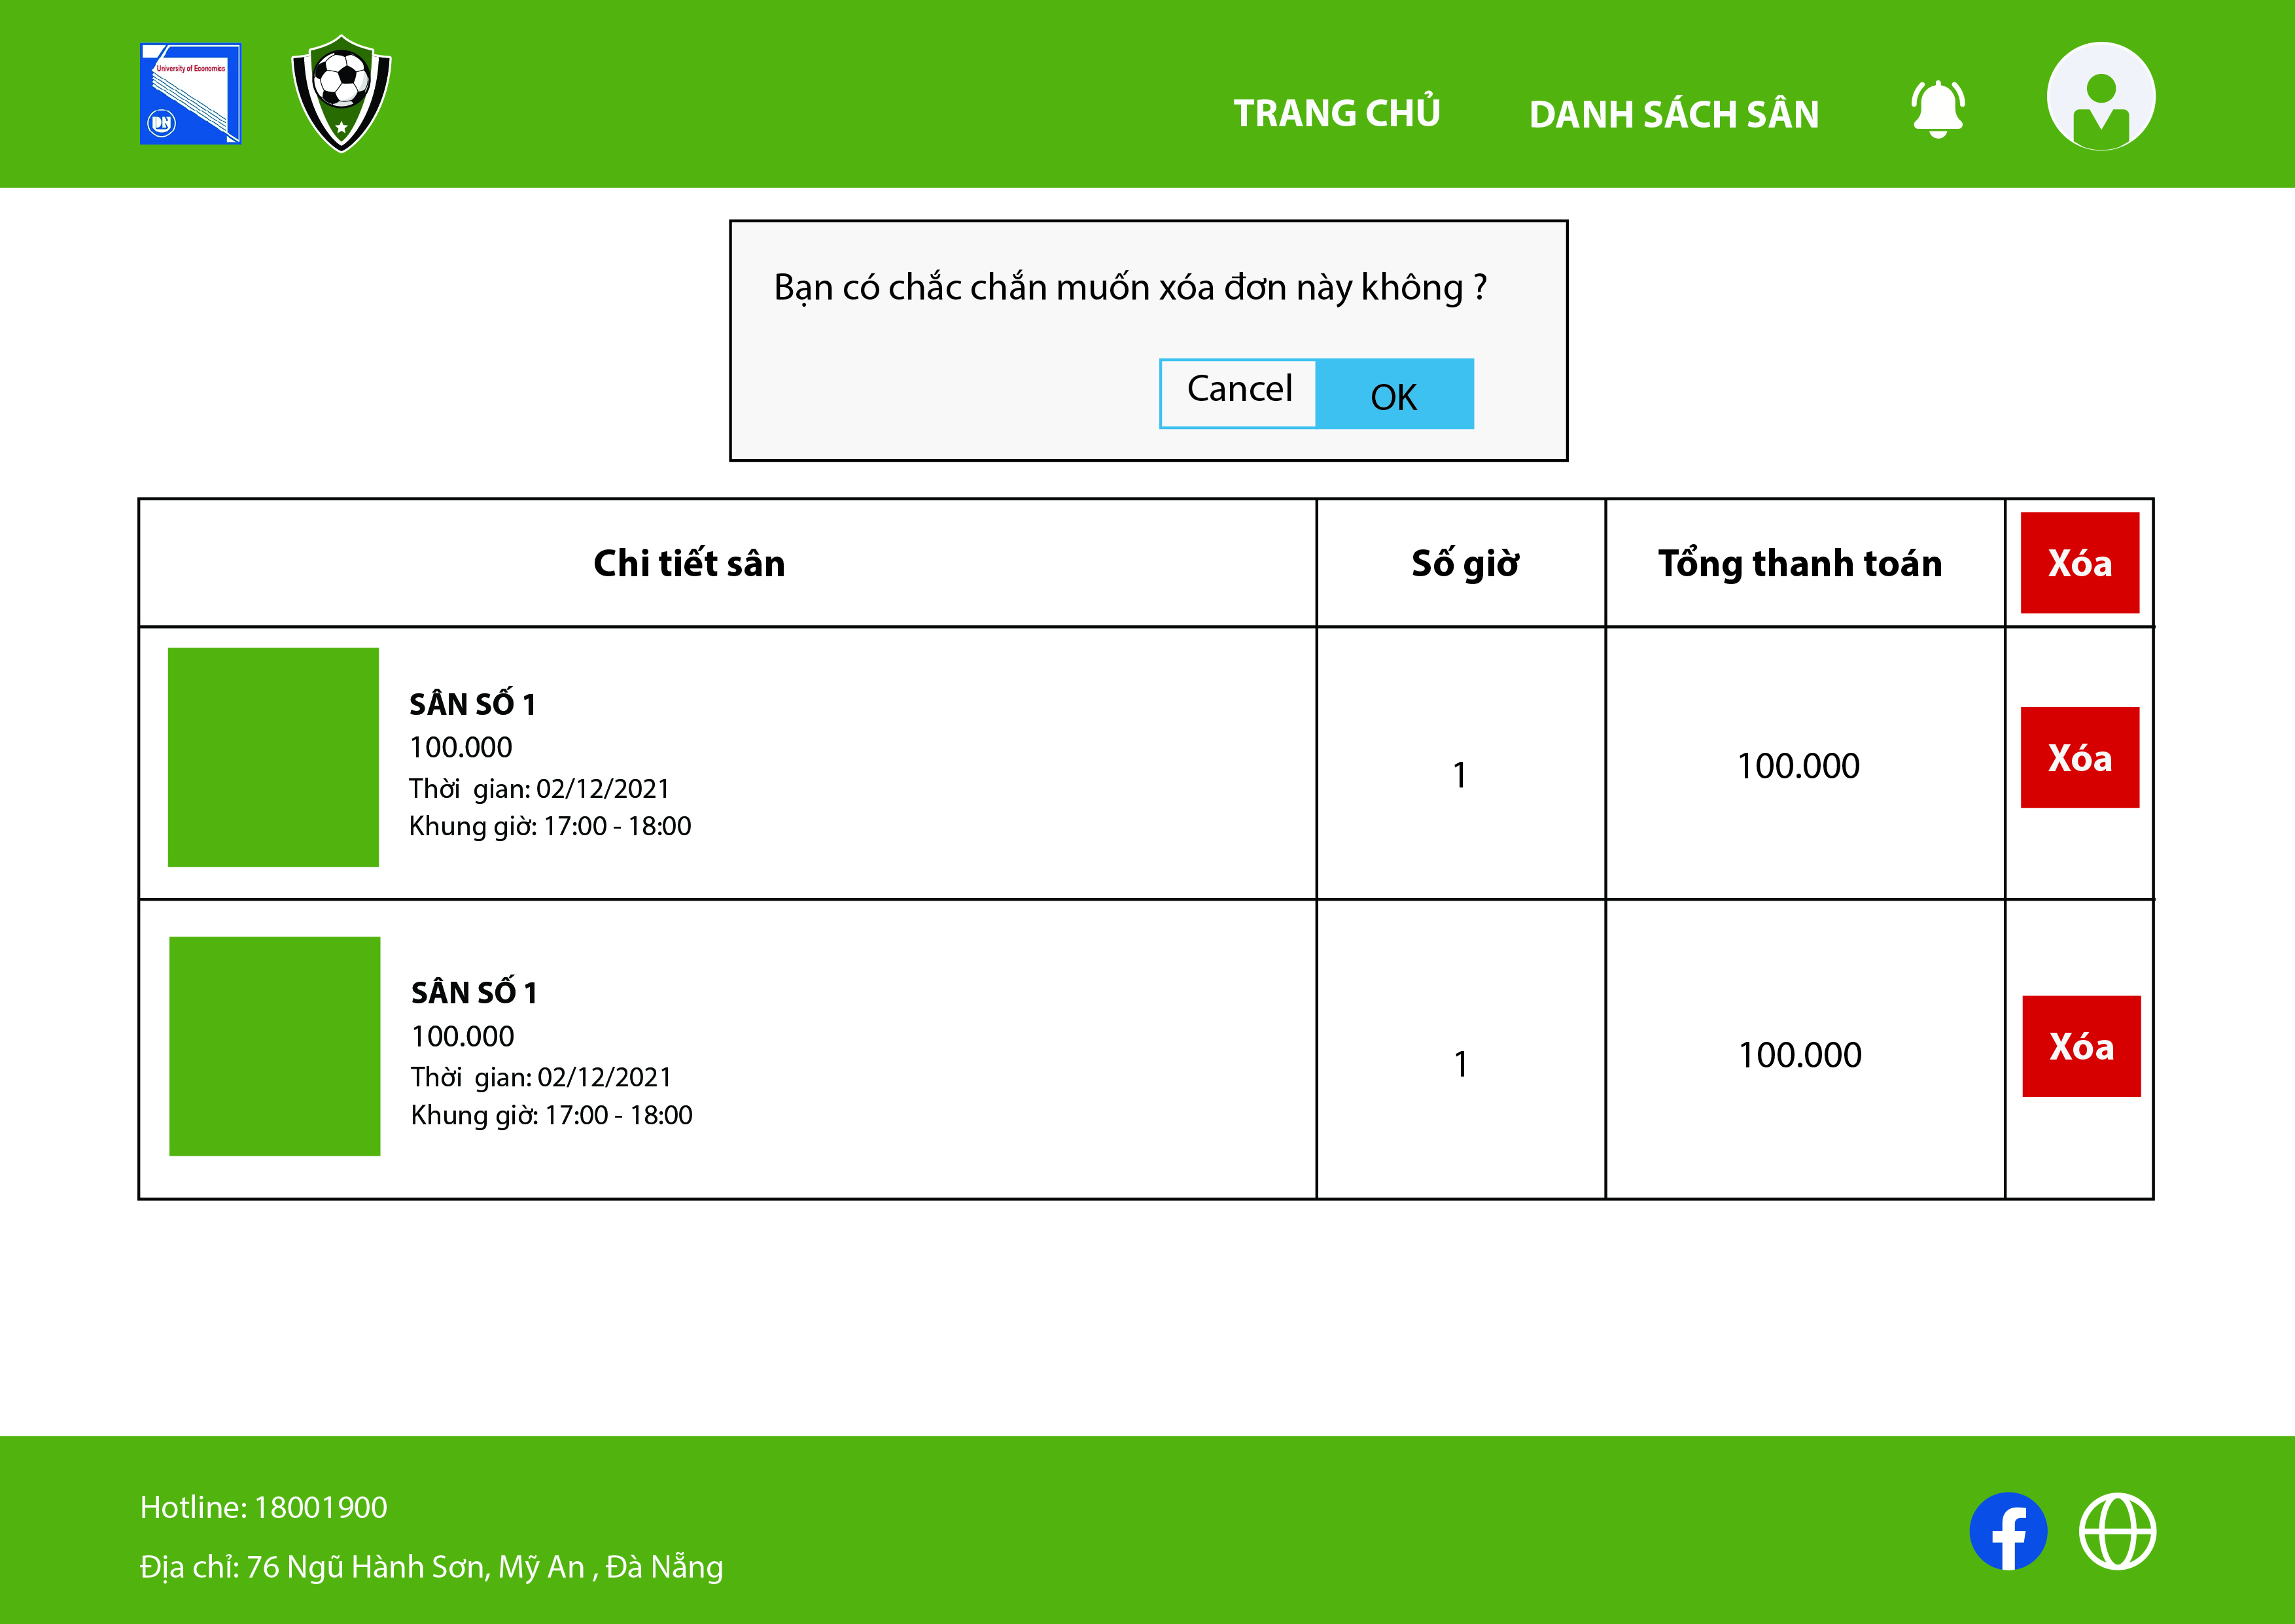 University of Economics
DN
TRANG CHỦ
DANH SÁCH SÂN
Bạn có chắc chắn muốn xóa đơn này không ?
Cancel
OK
Chi tiết sân
Số giờ
Tổng thanh toán
Xóa
SÂN SỐ 1
100.000
Thời gian: 02/12/2021
Khung giờ: 17:00 - 18:00
1
100.000
Xóa
SÂN SỐ 1
100.000
Thời gian: 02/12/2021
Khung giờ: 17:00 - 18:00
1
100.000
Xóa
Hotline: 18001900
Địa chỉ: 76 Ngũ Hành Sơn, Mỹ An , Đà Nẵng